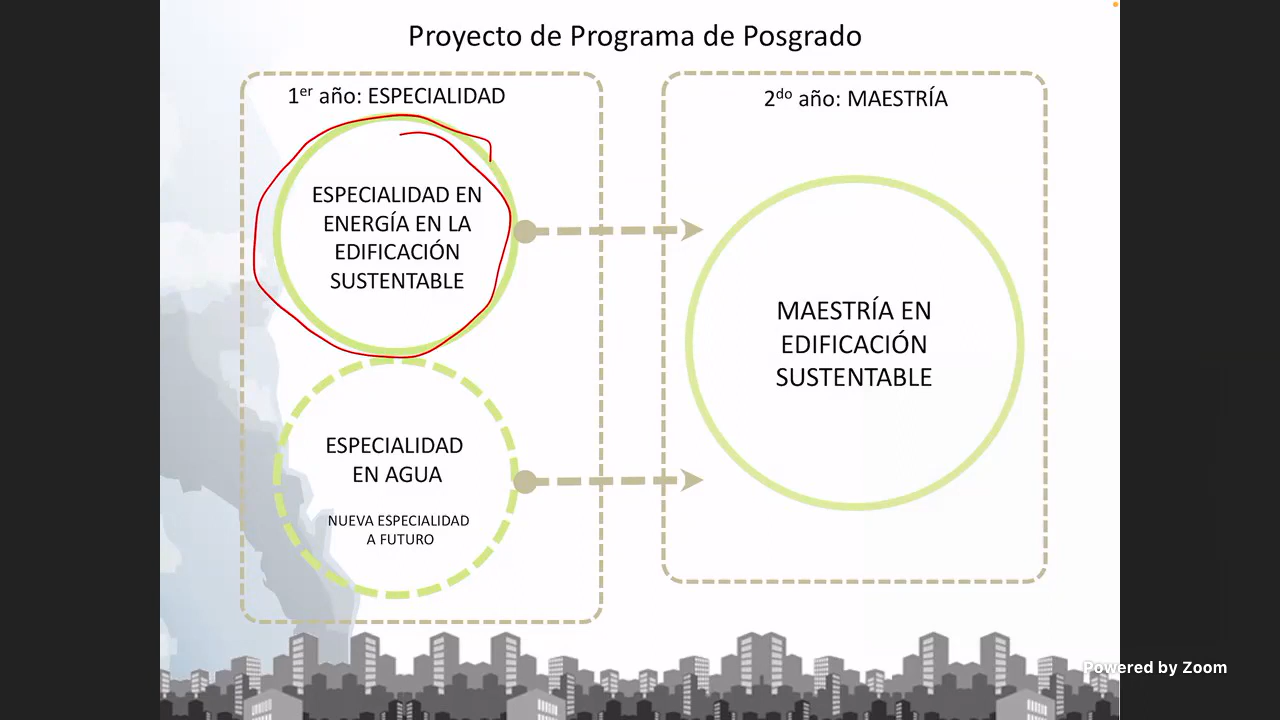 Proyecto de Programa de Posgrado
1er año: ESPECIALIDAD
ESPECIALIDAD EN
ENERGÍA EN LA
EDIFICACIÓN
SUSTENTABLE
ESPECIALIDAD
EN AGUA
NUEVA ESPECIALIDAD
A FUTURO
2do año: MAESTRÍA
MAESTRÍA EN
EDIFICACIÓN
SUSTENTABLE
Powered by Zoom